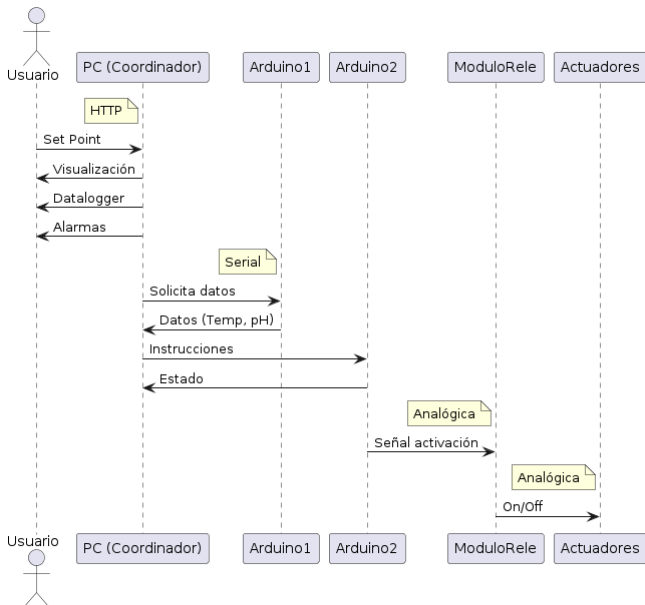 Usuario
PC (Coordinador)
Arduino1
Arduino2
ModuloRele
Actuadores
HTTP
Set Point
Visualización
Datalogger
Alarmas
Serial
Solicita datos
Datos (Temp, pH)
Instrucciones
Estado
Analógica
Señal activación
Analógica
On/Off
Usuario
PC (Coordinador)
Arduino1
Arduino2
ModuloRele
Actuadores